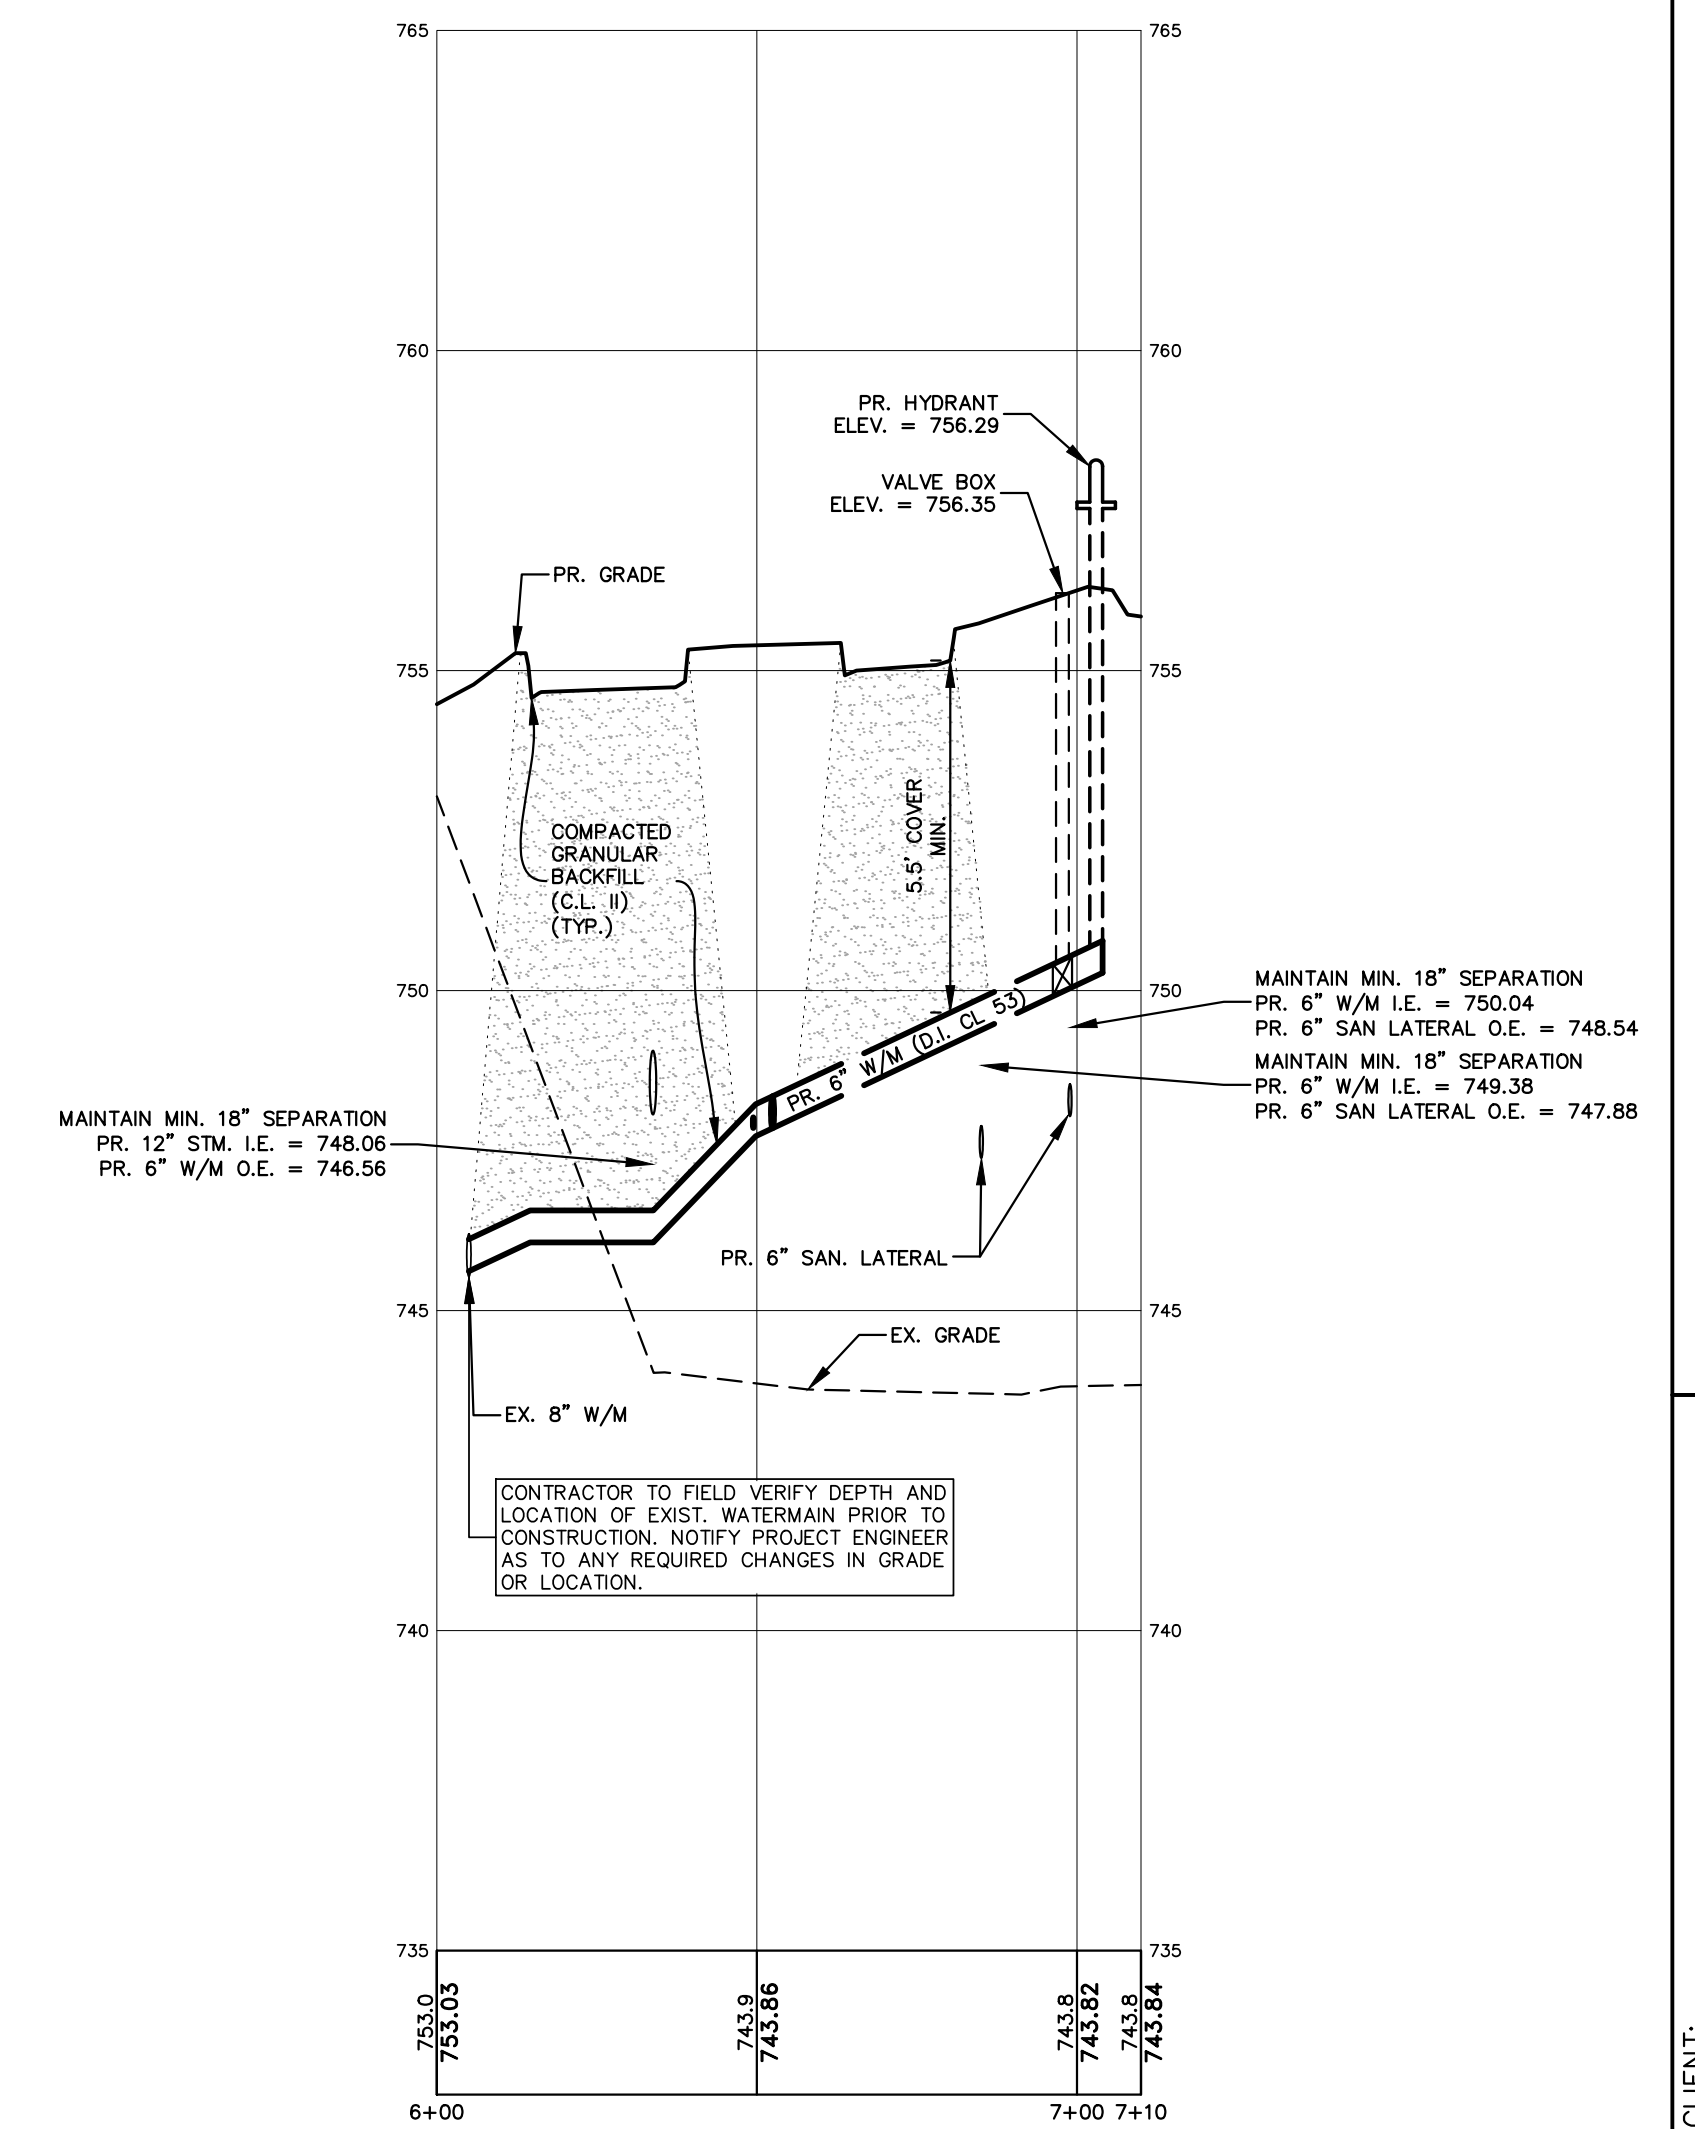 765
765
760
760
PR. HYDRANT
ELEV. = 756.29
VALVE BOX
ELEV. = 756.35
PR. GRADE
755
755
5.5' COVER
MIN.
COMPACTED
GRANULAR
BACKFILL
(C.L. II)
(TYP.)
750
750
MAINTAIN MIN. 18" SEPARATION
PR. 6" W/M I.E. = 750.04
PR. 6" SAN LATERAL O.E. = 748.54
MAINTAIN MIN. 18" SEPARATION
PR. 6" W/M I.E. = 749.38
PR. 6" SAN LATERAL O.E. = 747.88
PR. 6" W/M (D.I. CL 53)
MAINTAIN MIN. 18" SEPARATION
PR. 12" STM. I.E. = 748.06
PR. 6" W/M O.E. = 746.56
PR. 6" SAN. LATERAL
745
745
EX. GRADE
EX. 8" W/M
CONTRACTOR TO FIELD VERIFY DEPTH AND
LOCATION OF EXIST. WATERMAIN PRIOR TO
CONSTRUCTION. NOTIFY PROJECT ENGINEER
AS TO ANY REQUIRED CHANGES IN GRADE
OR LOCATION.
740
740
735
735
753.0
753.03
743.9
743.86
743.8
743.82
743.8
743.84
6+00
7+00
7+10
CLIENT: